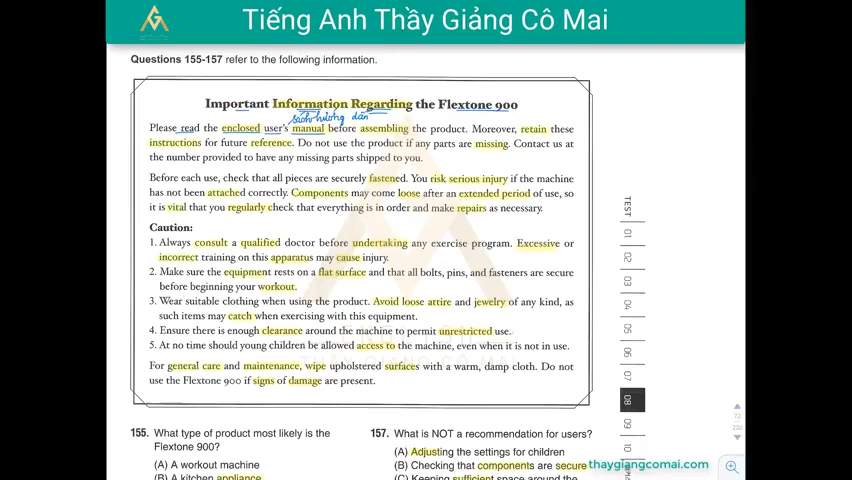 Tiếng Anh Thầy Giảng Cô Mai
Questions 155-157 refer to the following information.
Important Information Regarding the Flextone 900
sách hướng dẫn
Please read the enclosed user's manual before assembling the product. Moreover, retain these
instructions for future reference. Do not use the product if any parts are missing. Contact us at
the number provided to have any missing parts shipped to you.
Before each use, check that all pieces are securely fastened. You risk serious injury if the machine
has not been attached correctly. Components may come loose after an extended period of use, so
it is vital that you regularly check that everything is in order and make repairs as necessary.
Caution:
1. Always consult a qualified doctor before undertaking any exercise program. Excessive or
incorrect training on this apparatus may cause injury.
2. Make sure the equipment rests on a flat surface and that all bolts, pins, and fasteners are secure
before beginning your workout.
3. Wear suitable clothing when using the product. Avoid loose attire and jewelry of any kind, as
such items may catch when exercising with this equipment.
4. Ensure there is enough clearance around the machine to permit unrestricted use.
5. At no time should young children be allowed access to the machine, even when it is not in use.
THAY GIANG CO MAI
For general care and maintenance, wipe upholstered surfaces with a warm, damp cloth. Do not
use the Flextone 900 if signs of damage are present.
TEST
01
02
03
04
05
06
07
08
09
10
155. What type of product most likely is the
Flextone 900?
(A) A workout machine
(B) A kitchen appliance
157. What is NOT a recommendation for users?
(A) Adjusting the settings for children
(B) Checking that components are secure
(C) Keeping sufficient space around the
thaygiangcomai.com